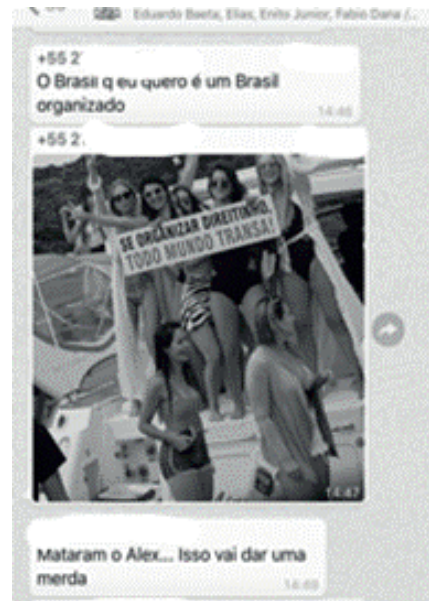 Eduardo Baeta, Elias, Enito Junior, Fabio Dana /...
+55 2
O Brasil q eu quero é um Brasil
organizado
14:46
+55 2
SE ORGANIZAR DIREITINHO,
TODO MUNDO TRANSA!
14:47
Mataram o Alex... Isso vai dar uma
merda
14:49